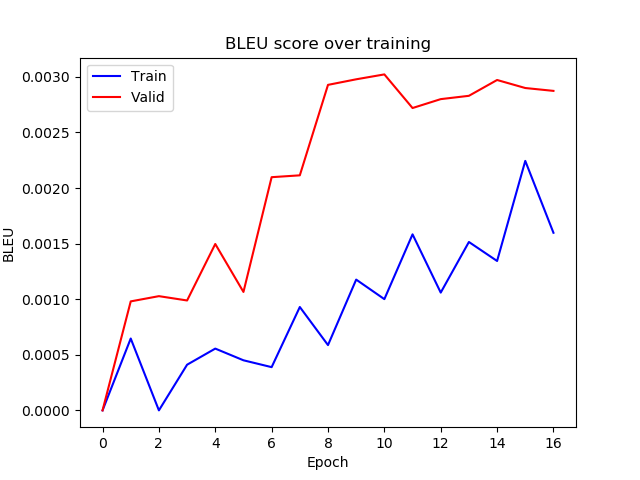 BLEU score over training
Train
Valid
0.0030
0.0025
0.0020
0.0015
0.0010
0.0005
0.0000
BLEU
0 2 4 6 8 10 12 14 16
Epoch